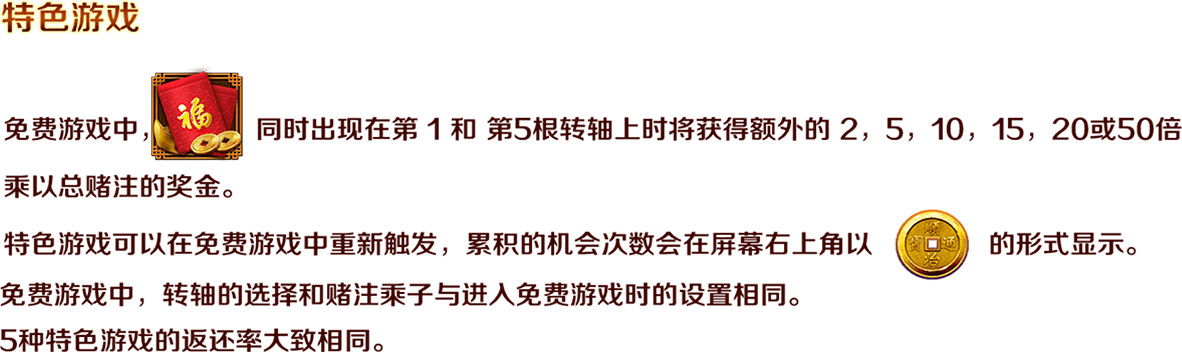 特色游戏
免费游戏中，福 同时出现在第 1 和 第5根转轴上时将获得额外的 2，5，10，15，20或50倍
乘以总赌注的奖金。
特色游戏可以在免费游戏中重新触发，累积的机会次数会在屏幕右上角以 的形式显示。
免费游戏中，转轴的选择和赌注乘子与进入免费游戏时的设置相同。
5种特色游戏的返还率大致相同。